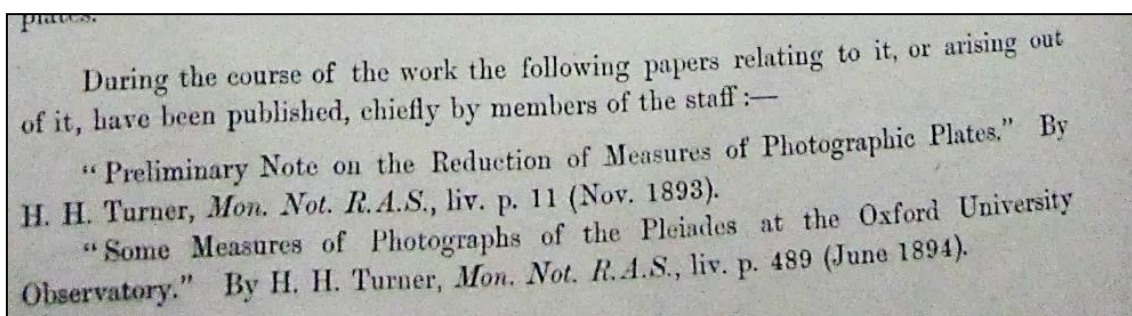 plates.
During the course of the work the following papers relating to it, or arising out
of it, have been published, chiefly by members of the staff :—
“Preliminary Note on the Reduction of Measures of Photographic Plates.” By
H. H. Turner, Mon. Not. R.A.S., liv. p. 11 (Nov. 1893).
“Some Measures of Photographs of the Pleiades at the Oxford University
Observatory.” By H. H. Turner, Mon. Not. R.A.S., liv. p. 489 (June 1894).